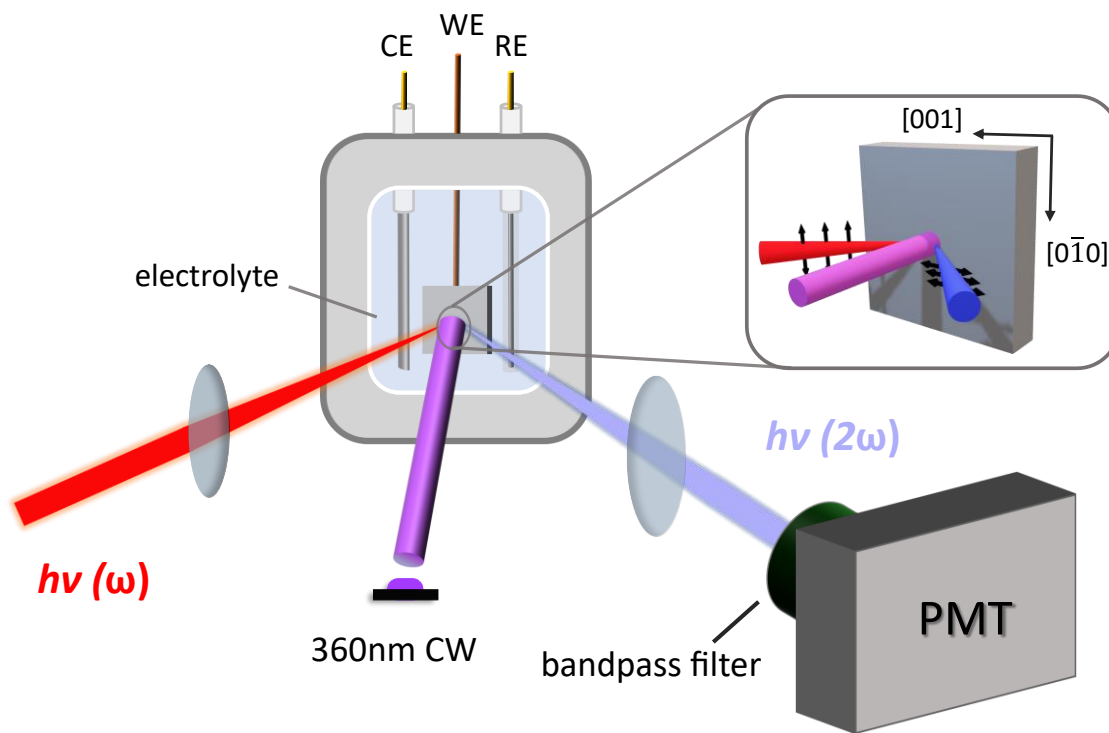 WE
CE
RE
[001]
[01̅0]
electrolyte
hν (2ω)
hν (ω)
PMT
360nm CW
bandpass filter